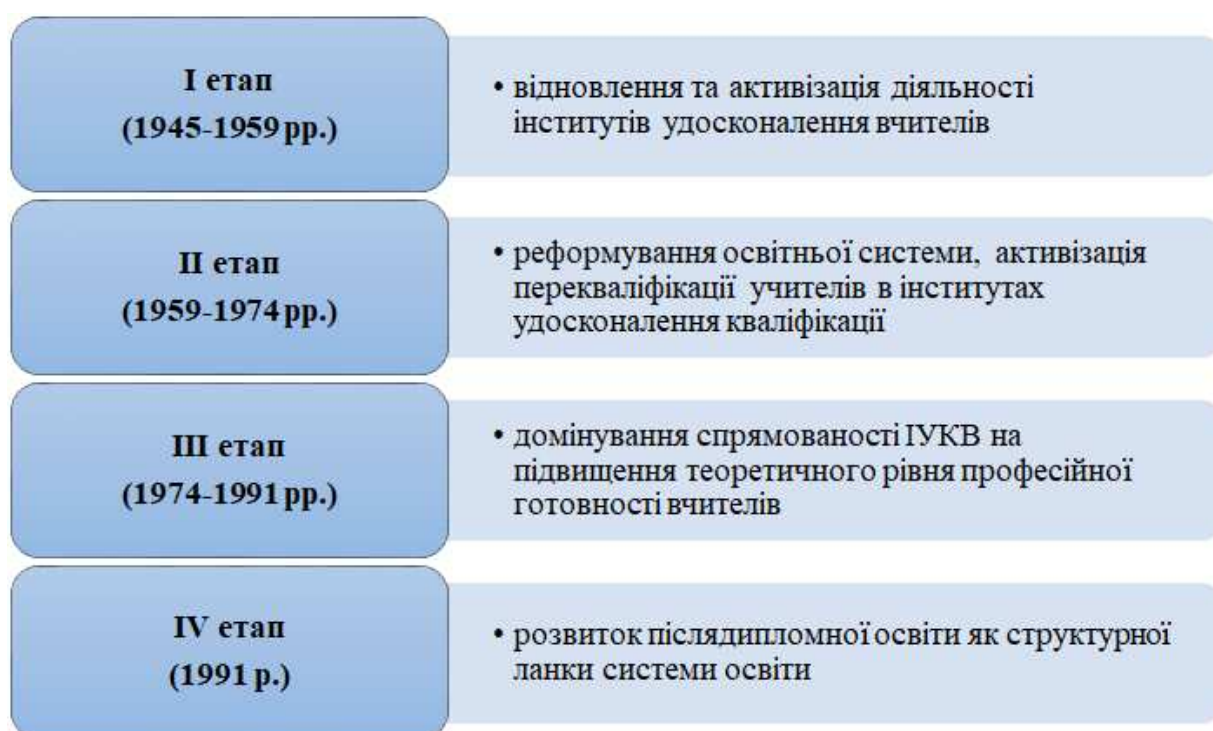 І етап
(1945-1959 рр.)
• відновлення та активізація діяльності
інститутів удосконалення вчителів
ІІ етап
(1959-1974 рр.)
• реформування освітньої системи, активізація
перекваліфікації учителів в інститутах
удосконалення кваліфікації
ІІІ етап
(1974-1991 рр.)
• домінування спрямованості ІУКВ на
підвищення теоретичного рівня професійної
готовності вчителів
IV етап
(1991 р.)
• розвиток післядипломної освіти як структурної
ланки системи освіти